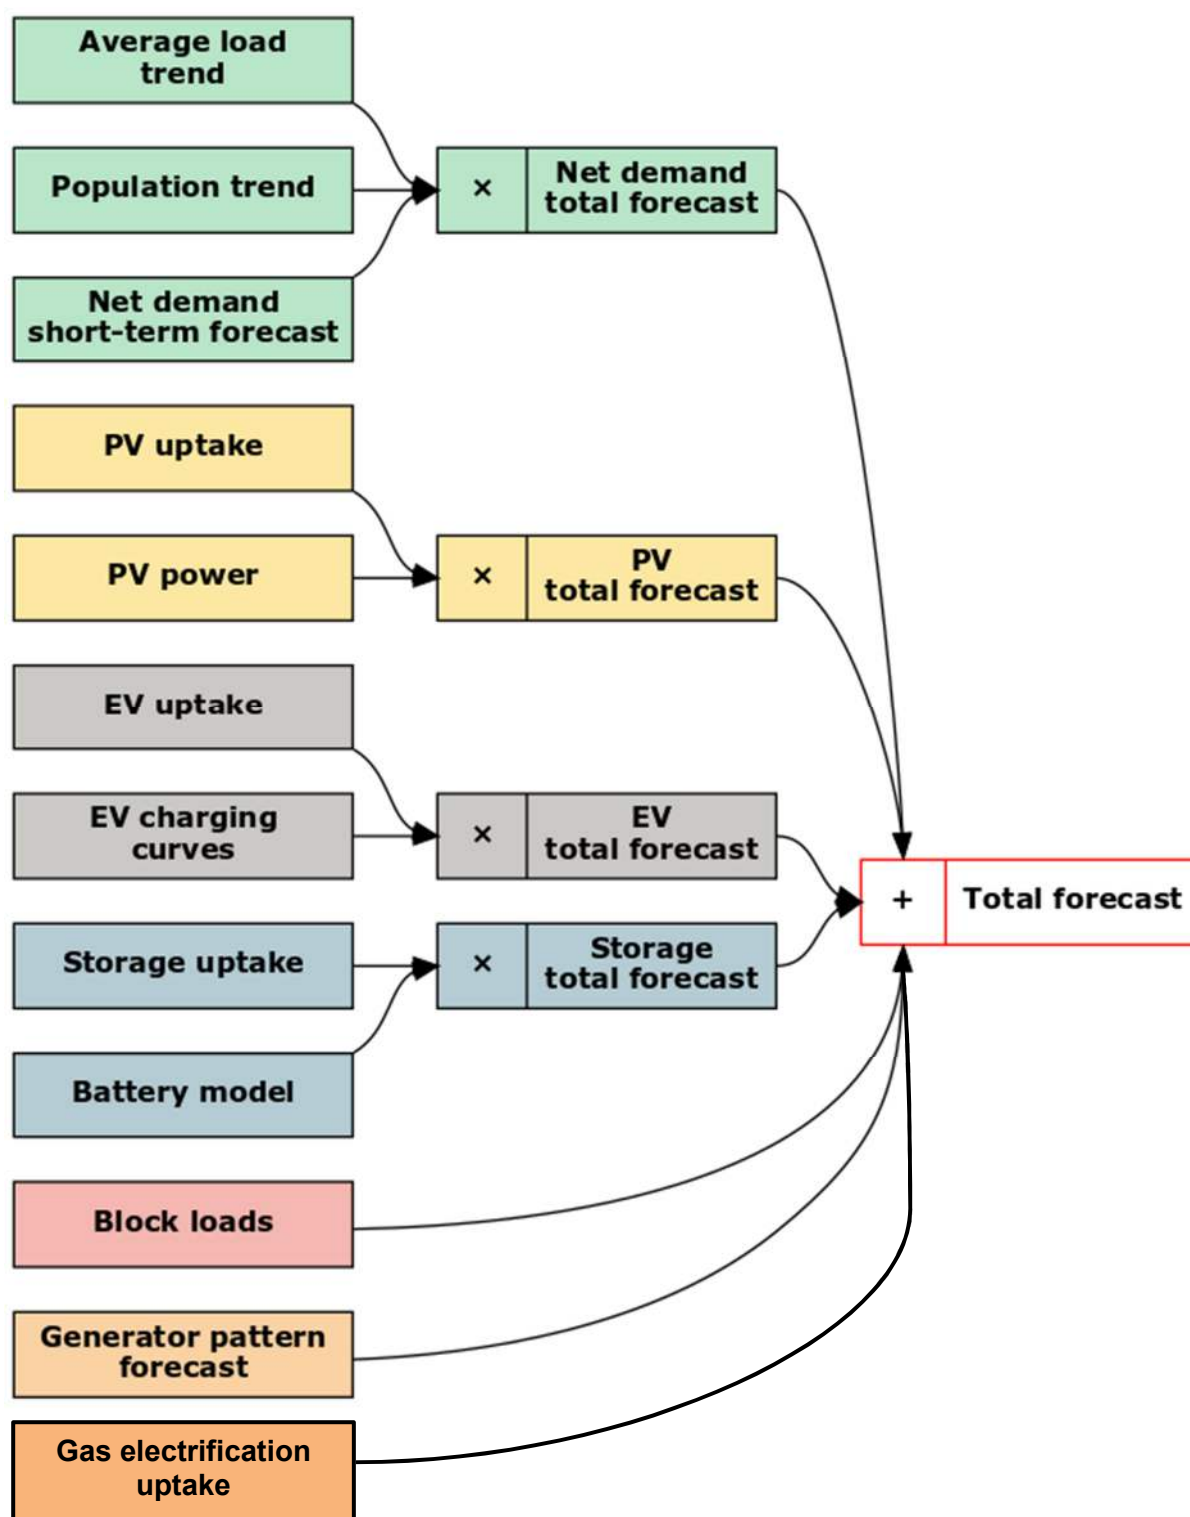 Average load
trend
Population trend
×
Net demand
total forecast
Net demand
short-term forecast
PV uptake
PV power
×
PV
total forecast
EV uptake
EV charging
curves
×
EV
total forecast
+
Total forecast
Storage uptake
×
Storage
total forecast
Battery model
Block loads
Generator pattern
forecast
Gas electrification
uptake